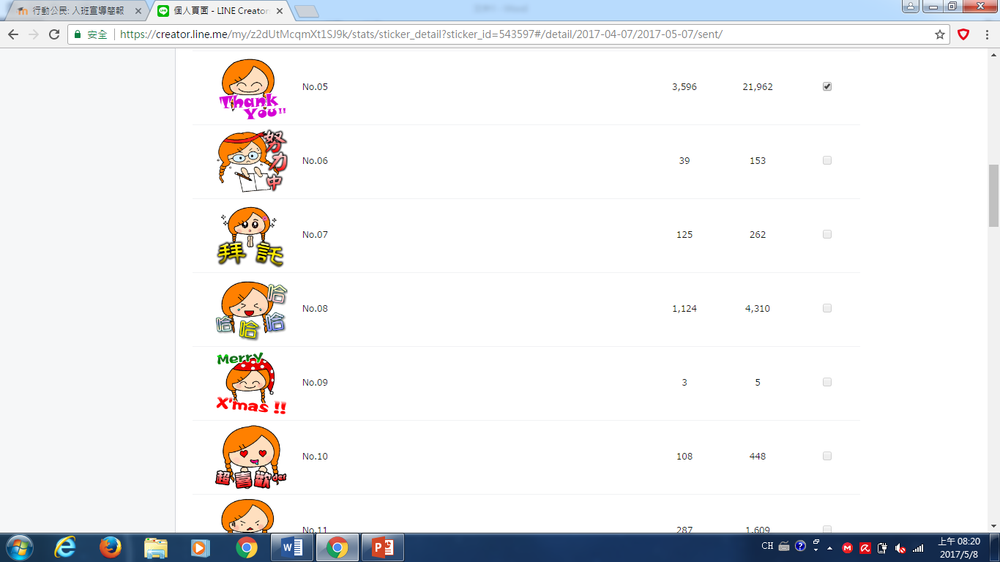 行動公民: 入班宣導簡報
個人頁面 - LINE Creator
安全 https://creator.line.me/my/z2dUtMcqmXt1SJ9k/stats/sticker_detail?sticker_id=543597#/detail/2017-04-07/2017-05-07/sent/
Thank You!! No.05 3,596 21,962
努力中 No.06 39 153
拜託 No.07 125 262
哈哈哈哈 No.08 1,124 4,310
Merry X'mas !! No.09 3 5
超喜歡der No.10 108 448
No.11 287 1,609
CH 上午 08:20
2017/5/8